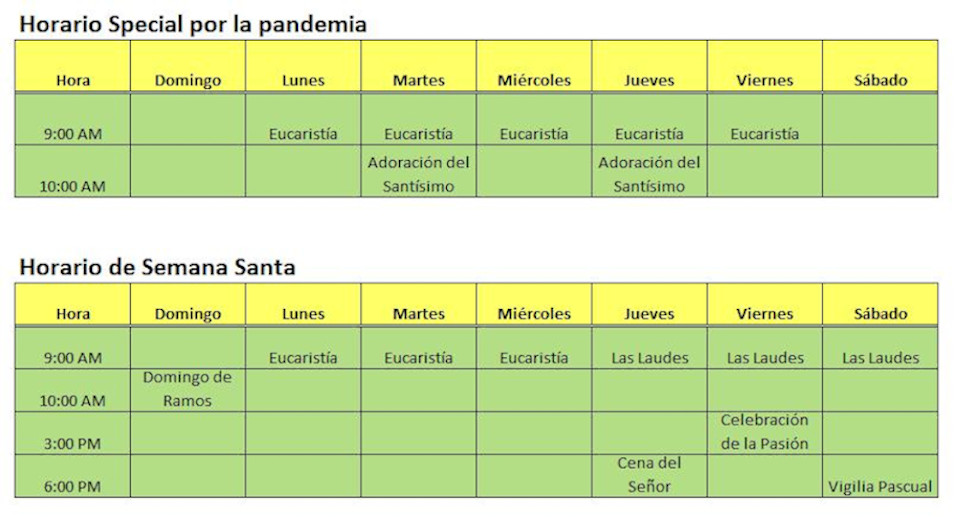 Horario Special por la pandemia
Hora Domingo Lunes Martes Miércoles Jueves Viernes Sábado
9:00 AM Eucaristía Eucaristía Eucaristía Eucaristía Eucaristía
Adoración del Adoración del
10:00 AM Santísimo Santísimo
Horario de Semana Santa
Hora Domingo Lunes Martes Miércoles Jueves Viernes Sábado
9:00 AM Eucaristía Eucaristía Eucaristía Las Laudes Las Laudes Las Laudes
Domingo de
10:00 AM Ramos
Celebración
3:00 PM de la Pasión
Cena del
6:00 PM Señor Vigilia Pascual